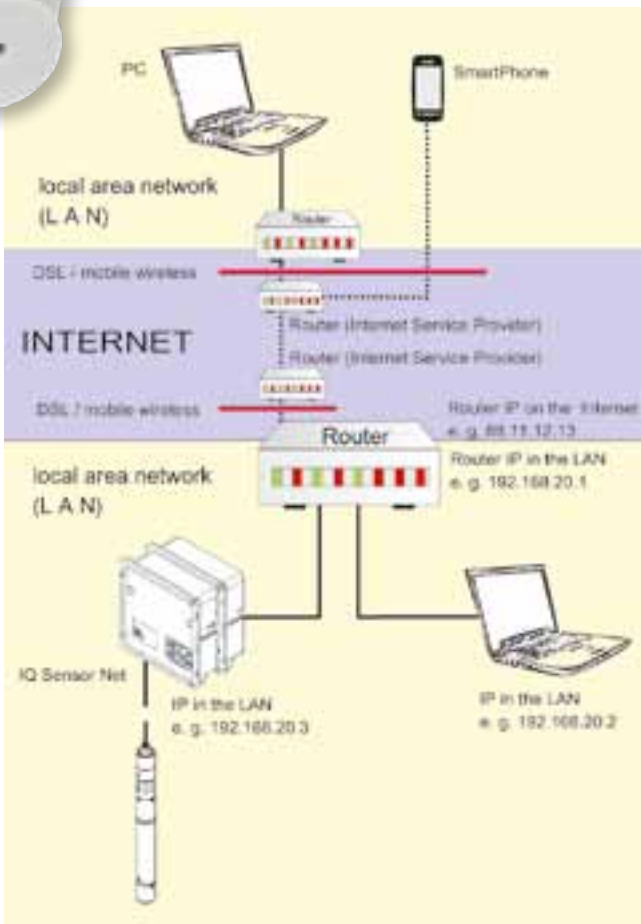 PC
SmartPhone
local area network
(L A N)
Router
DSL / mobile wireless
Router (Internet Service Provider)
INTERNET
Router (Internet Service Provider)
DSL / mobile wireless
Router IP on the Internet
e. g. 88.11.12.13
Router
Router IP in the LAN
e. g. 192.168.20.1
local area network
(L A N)
IQ Sensor Net
IP in the LAN
e. g. 192.168.20.3
IP in the LAN
e. g. 192.168.20.2